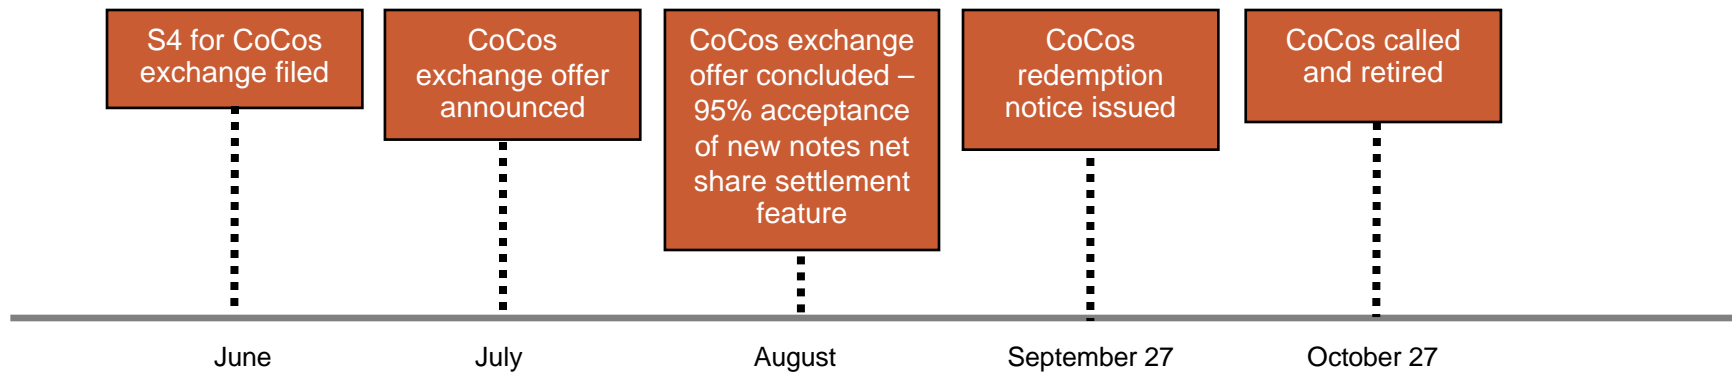 S4 for CoCos
exchange filed
CoCos
exchange offer
announced
CoCos exchange
offer concluded –
95% acceptance
of new notes net
share settlement
feature
CoCos
redemption
notice issued
CoCos called
and retired
June
July
August
September 27
October 27